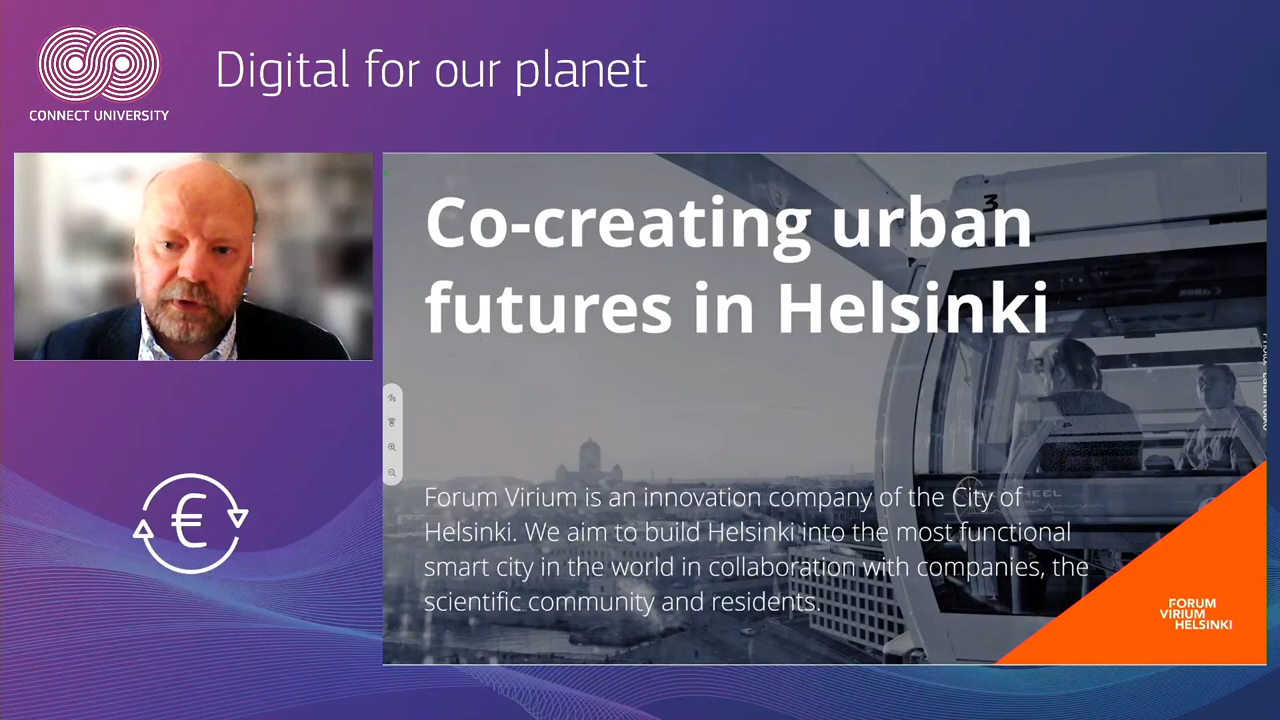 CONNECT UNIVERSITY
Digital for our planet
Co-creating urban
futures in Helsinki
3
Forum Virium is an innovation company of the City of
Helsinki. We aim to build Helsinki into the most functional
smart city in the world in collaboration with companies, the
scientific community and residents.
€
FORUM
VIRIUM
HELSINKI